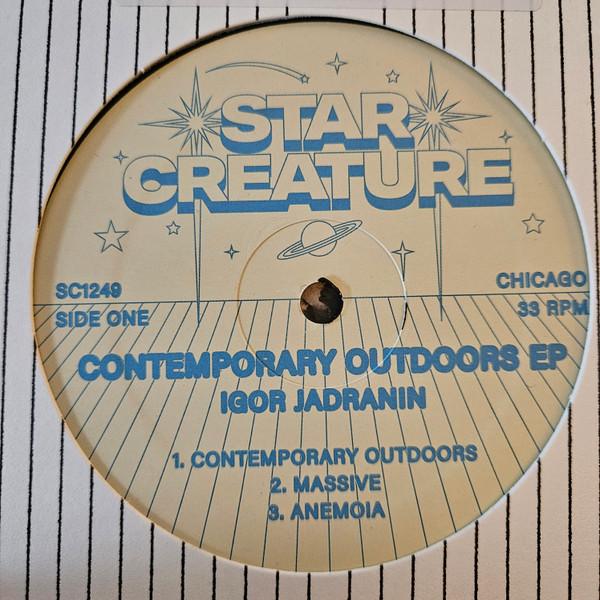 STAR
CREATURE
SC1249
CHICAGO
SIDE ONE
33 RPM
CONTEMPORARY OUTDOORS EP
IGOR JADRANIN
1. CONTEMPORARY OUTDOORS
2. MASSIVE
3. ANEMOIA